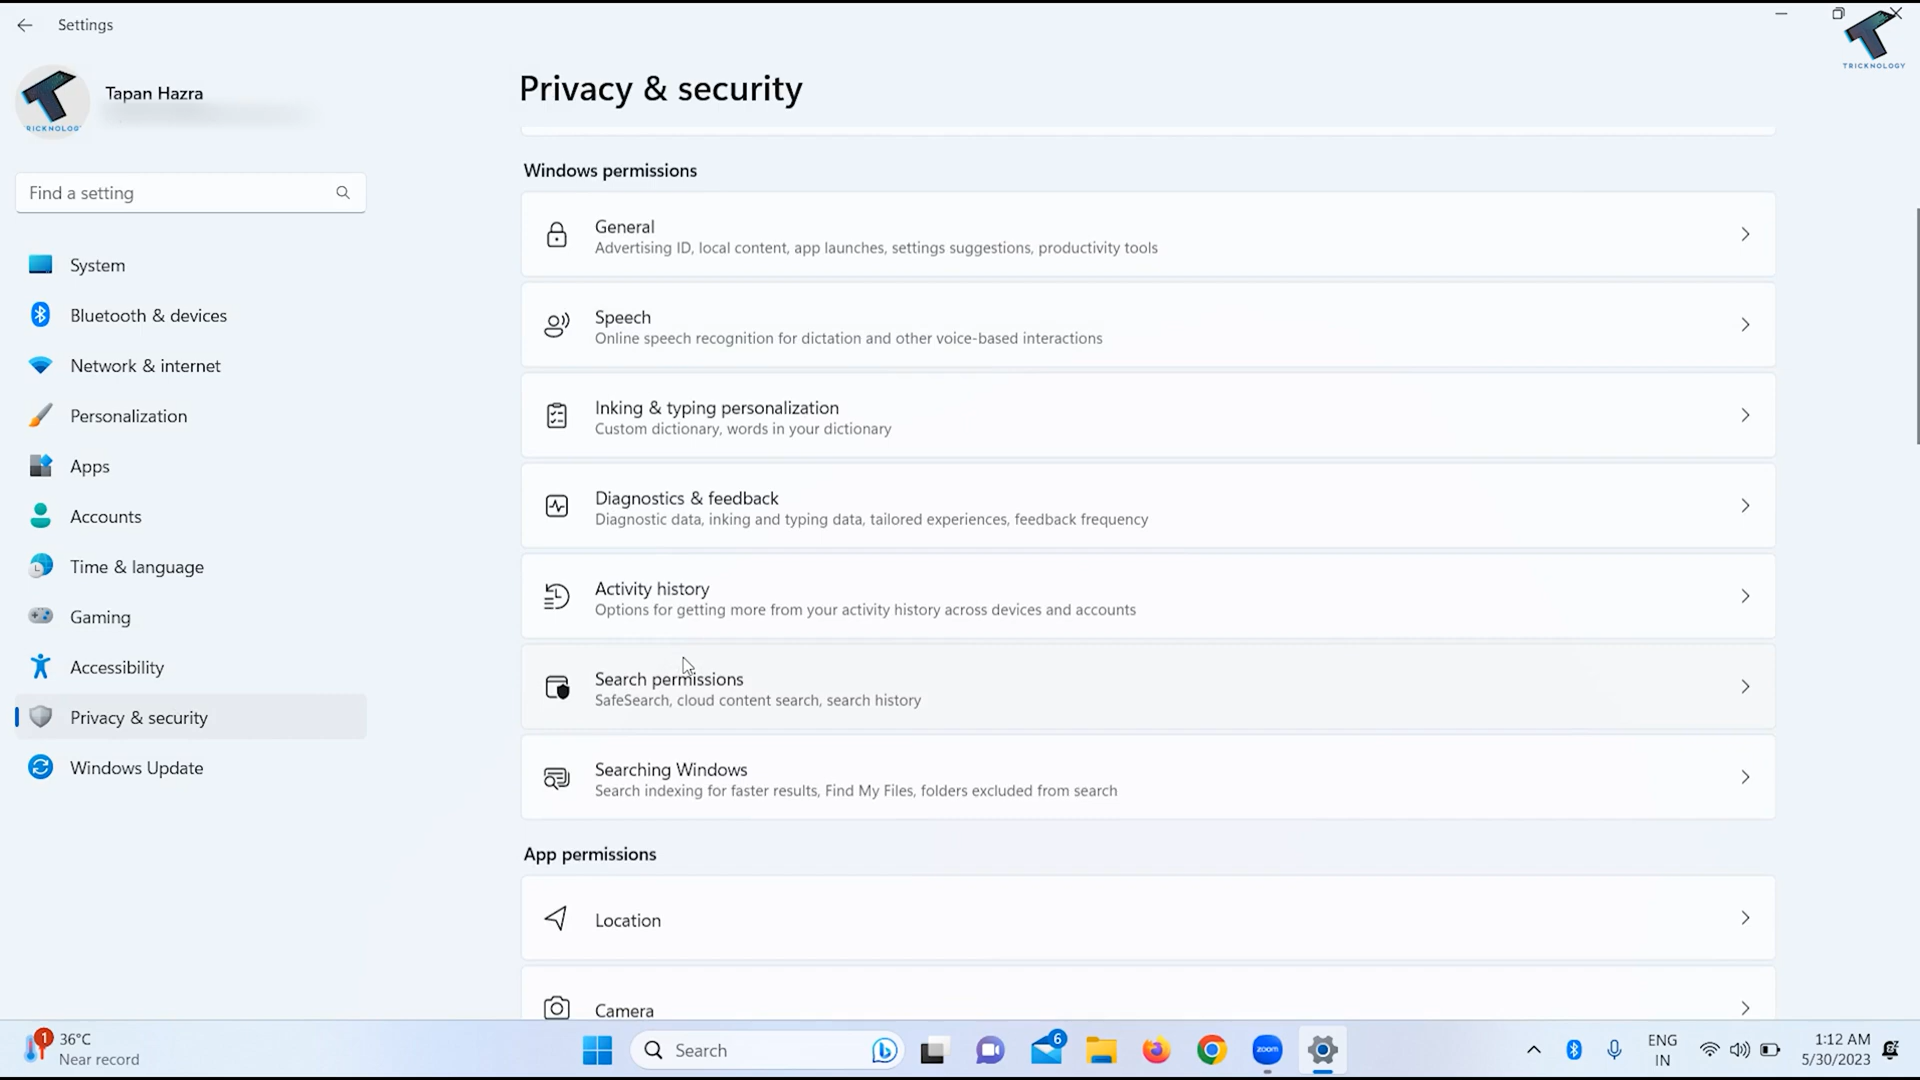 Settings
TRICKNOLOGY
RICKNOLOG
Tapan Hazra
Privacy & security
Find a setting
System
Bluetooth & devices
Network & internet
Personalization
Apps
Accounts
Time & language
Gaming
Accessibility
Privacy & security
Windows Update
Windows permissions
General
Advertising ID, local content, app launches, settings suggestions, productivity tools
Speech
Online speech recognition for dictation and other voice-based interactions
Inking & typing personalization
Custom dictionary, words in your dictionary
Diagnostics & feedback
Diagnostic data, inking and typing data, tailored experiences, feedback frequency
Activity history
Options for getting more from your activity history across devices and accounts
Search permissions
SafeSearch, cloud content search, search history
Searching Windows
Search indexing for faster results, Find My Files, folders excluded from search
App permissions
Location
Camera
1
36°C
Near record
Search
6
zoom
ENG
IN
1:12 AM
5/30/2023